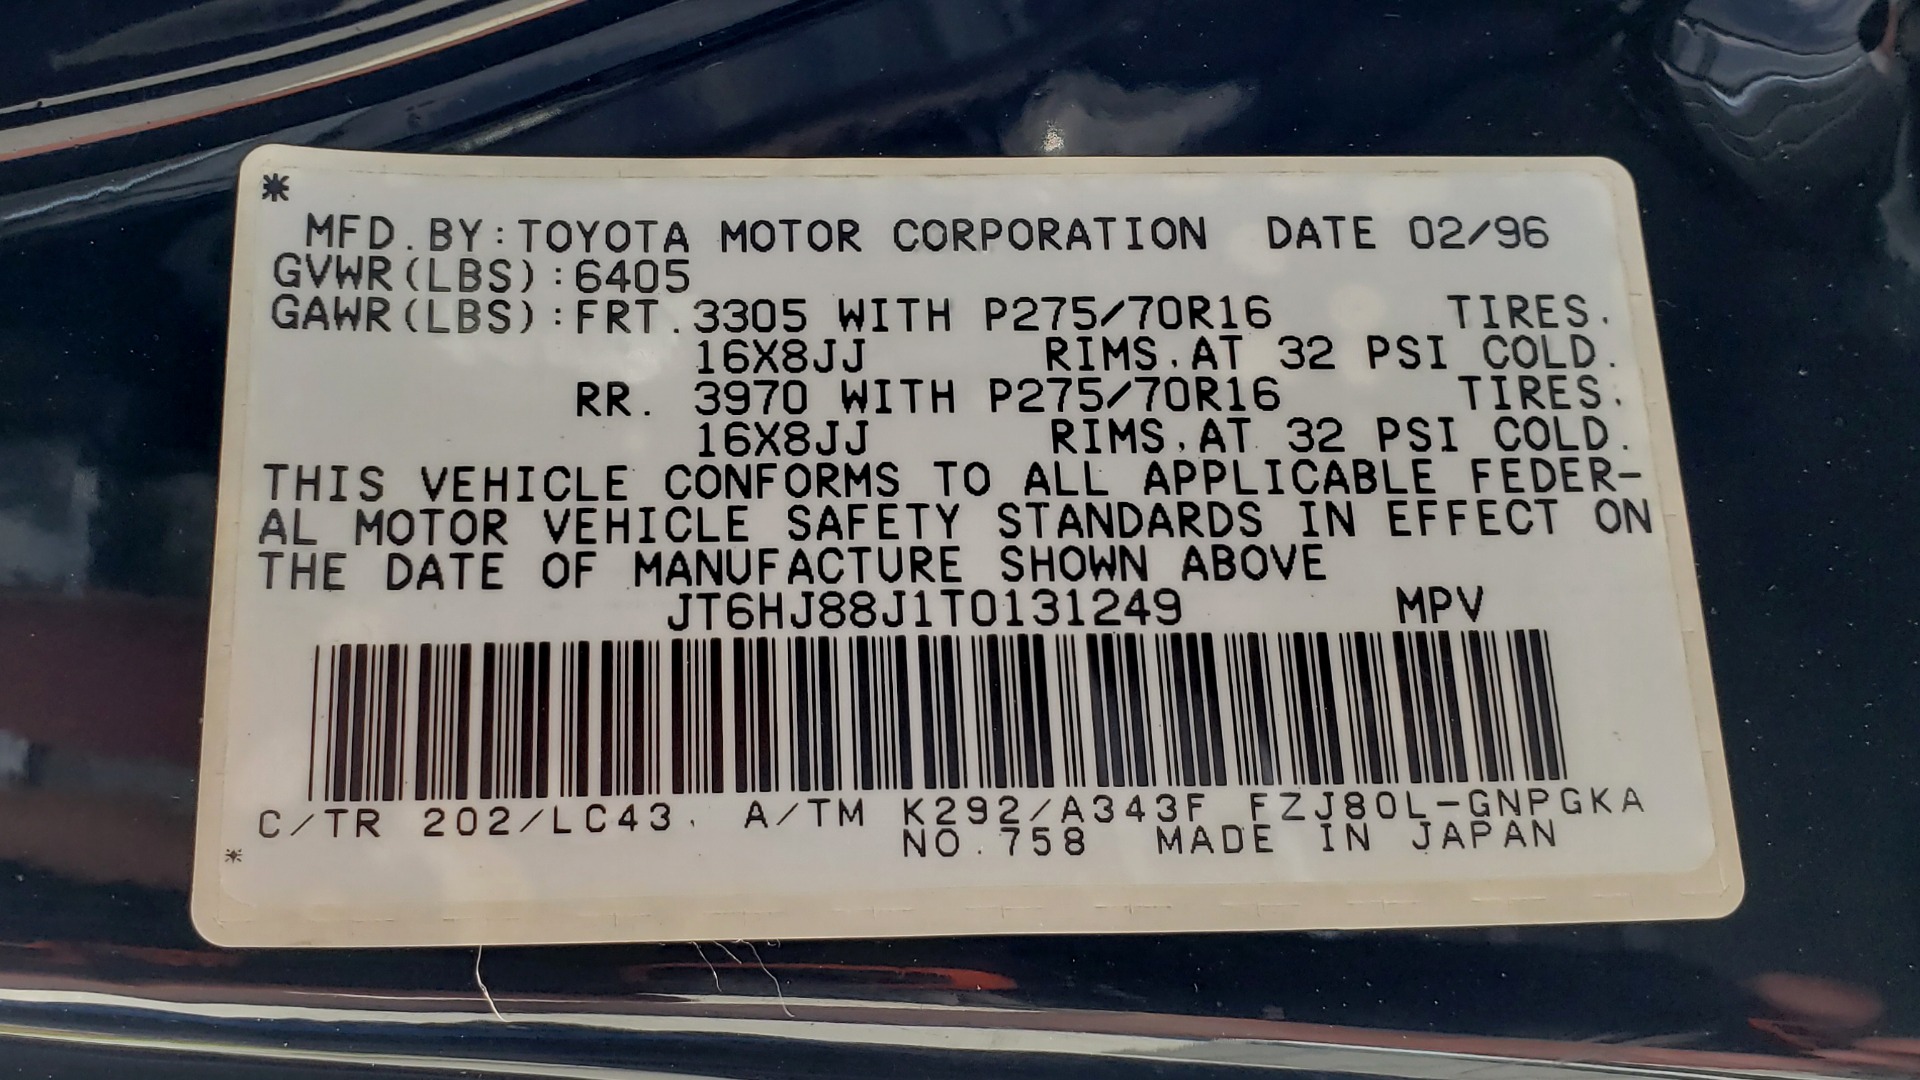 MFD.BY:TOYOTA MOTOR CORPORATION DATE 02/96
GVWR(LBS):6405
GAWR(LBS):FRT.3305 WITH P275/70R16 TIRES.
16X8JJ RIMS.AT 32 PSI COLD.
RR. 3970 WITH P275/70R16 TIRES.
16X8JJ RIMS.AT 32 PSI COLD.
THIS VEHICLE CONFORMS TO ALL APPLICABLE FEDER-
AL MOTOR VEHICLE SAFETY STANDARDS IN EFFECT ON
THE DATE OF MANUFACTURE SHOWN ABOVE
JT6HJ88J1T0131249 MPV
C/TR 202/LC43. A/TM K292/A343F FZJ80L-GNPGKA
NO.758 MADE IN JAPAN